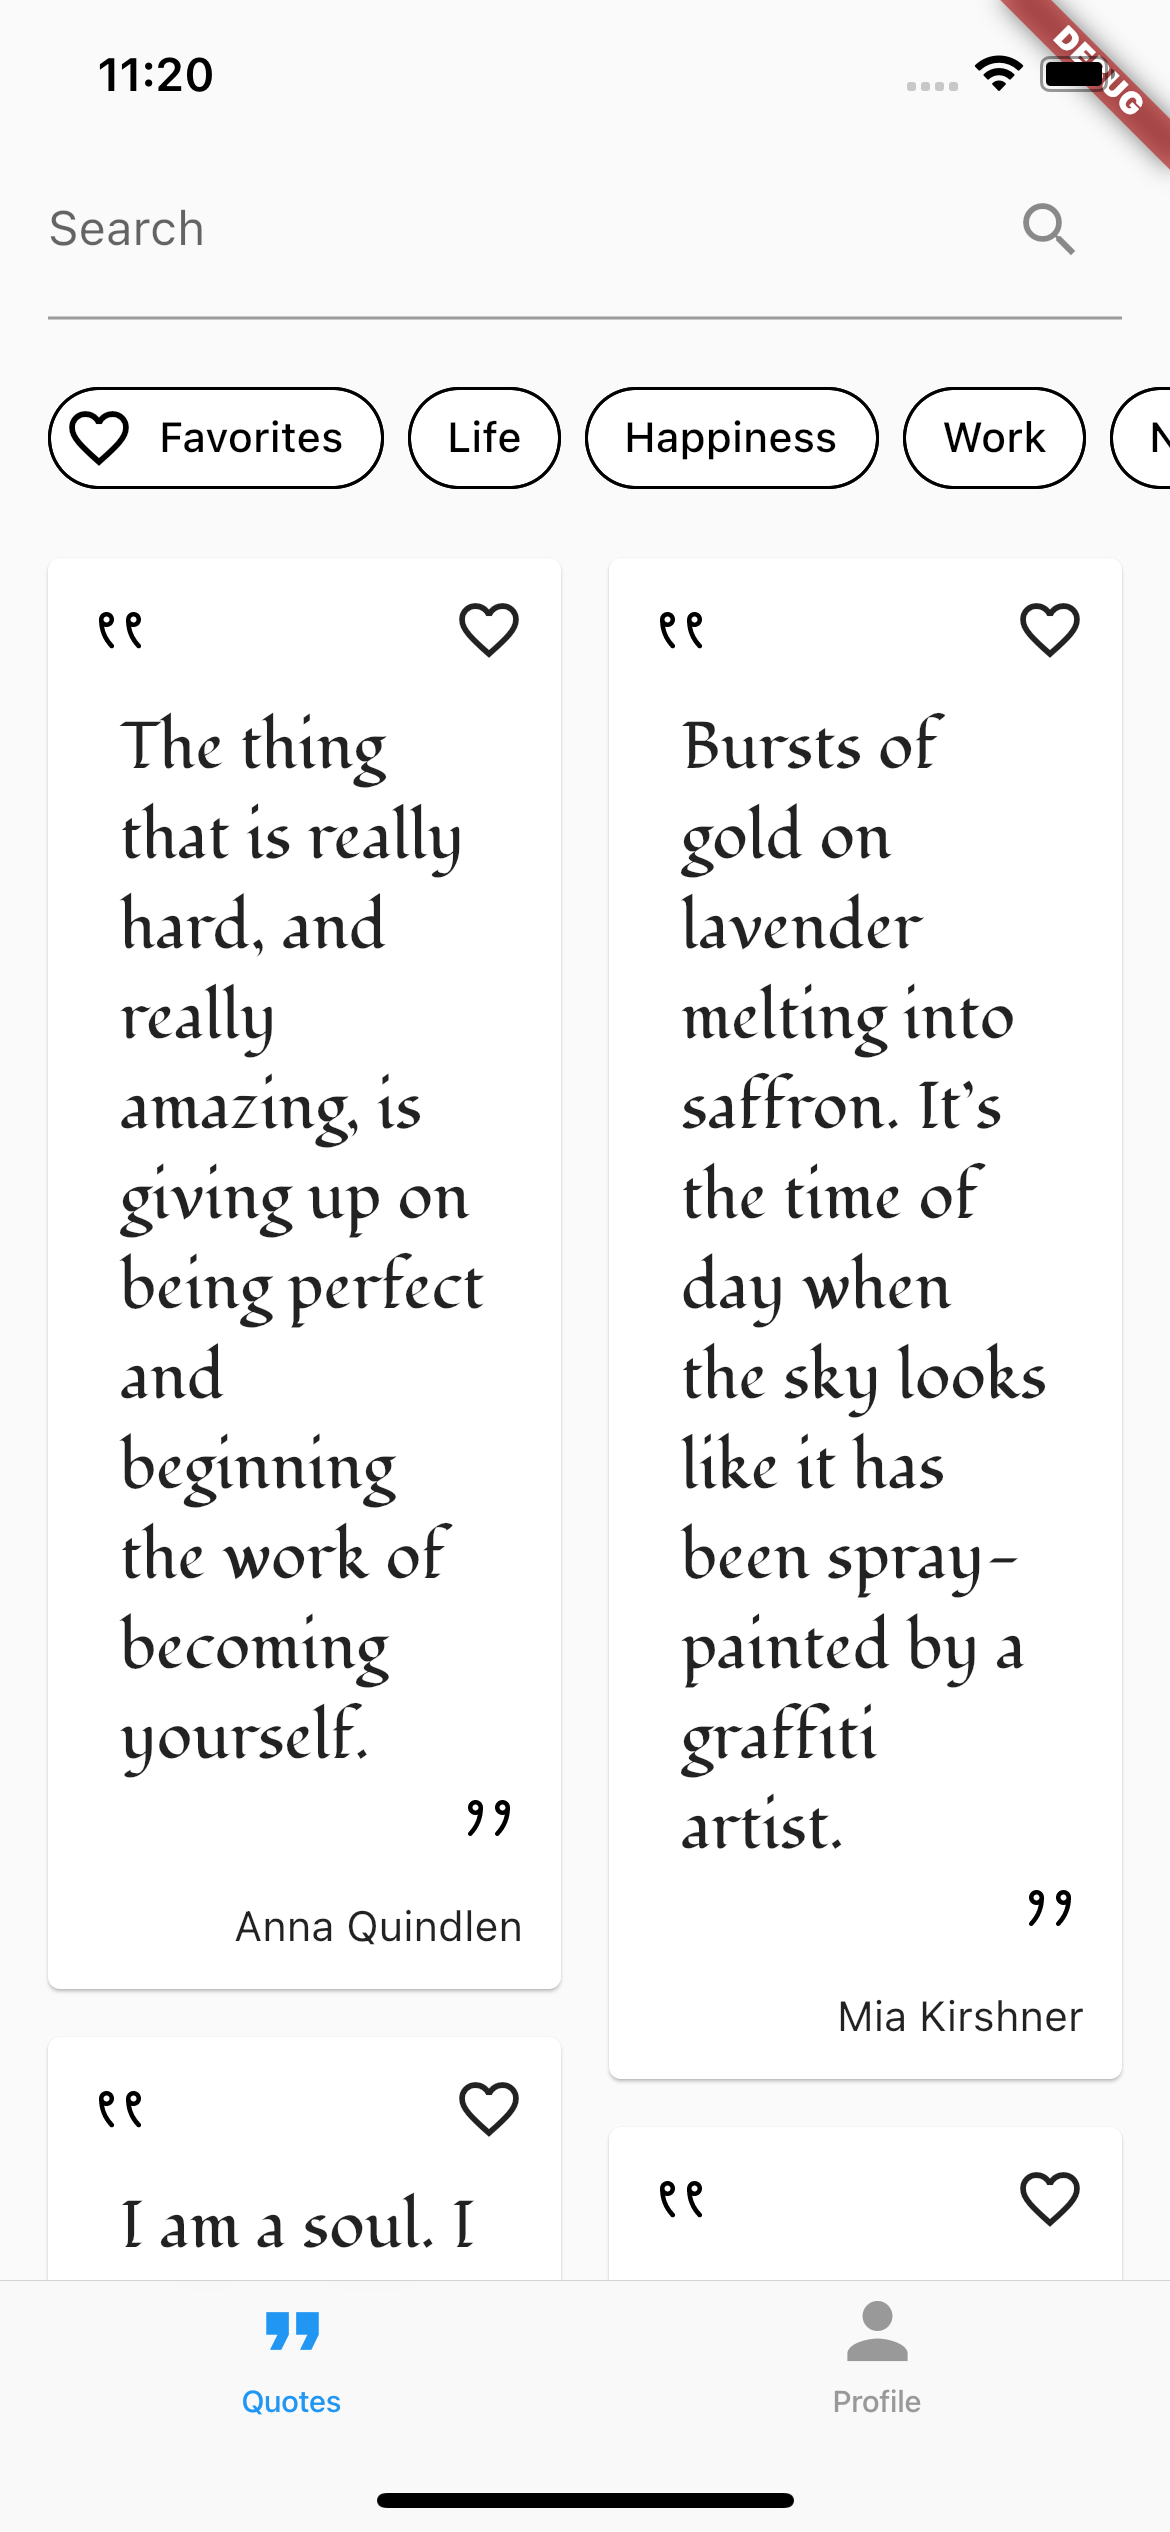 11:20
DEBUG
Search
Favorites
Life
Happiness
Work
N
“
The thing
that is really
hard, and
really
amazing, is
giving up on
being perfect
and
beginning
the work of
becoming
yourself.
”
Anna Quindlen
“
Bursts of
gold on
lavender
melting into
saffron. It’s
the time of
day when
the sky looks
like it has
been spray-
painted by a
graffiti
artist.
”
Mia Kirshner
“
I am a soul. I
“
Quotes
Profile